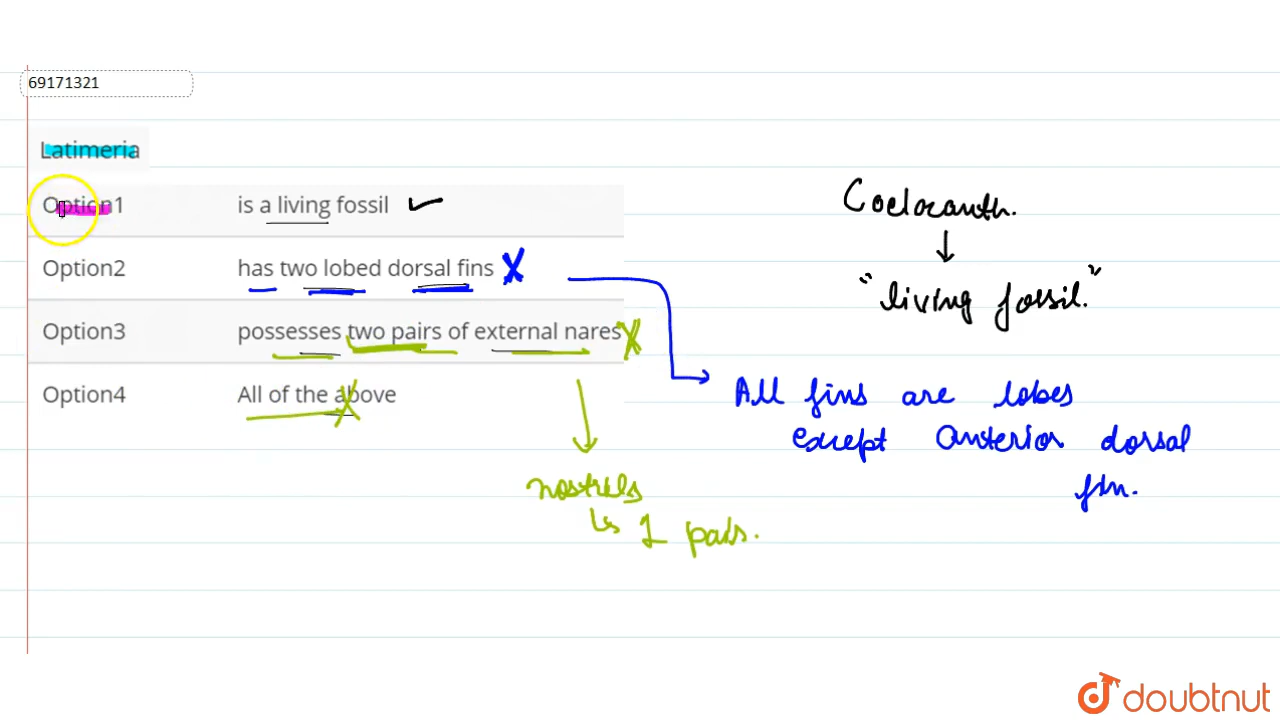 69171321
Latimeria
Option1 is a living fossil
Option2 has two lobed dorsal fins
Option3 possesses two pairs of external nares
Option4 All of the above
Coelocanth.
"living fossil."
All fins are lobes
except anterior dorsal
fin.
nostrils
1 pair.
doubtnut